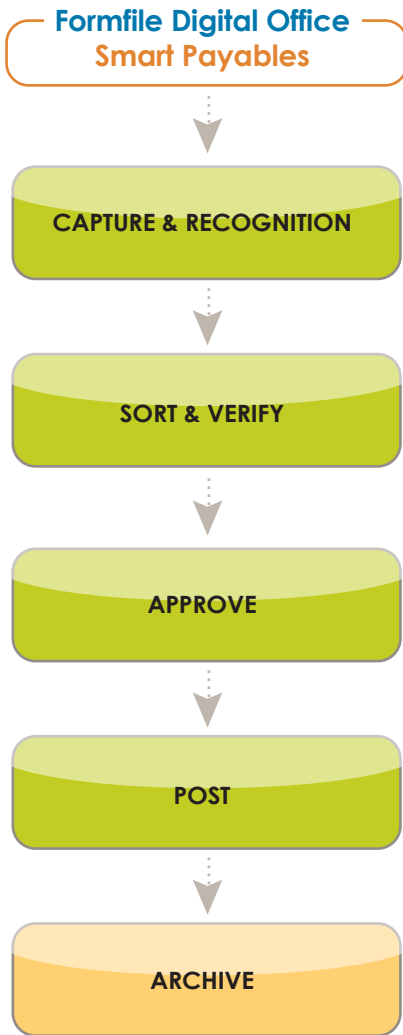 Formfile Digital Office
Smart Payables
CAPTURE & RECOGNITION
SORT & VERIFY
APPROVE
POST
ARCHIVE